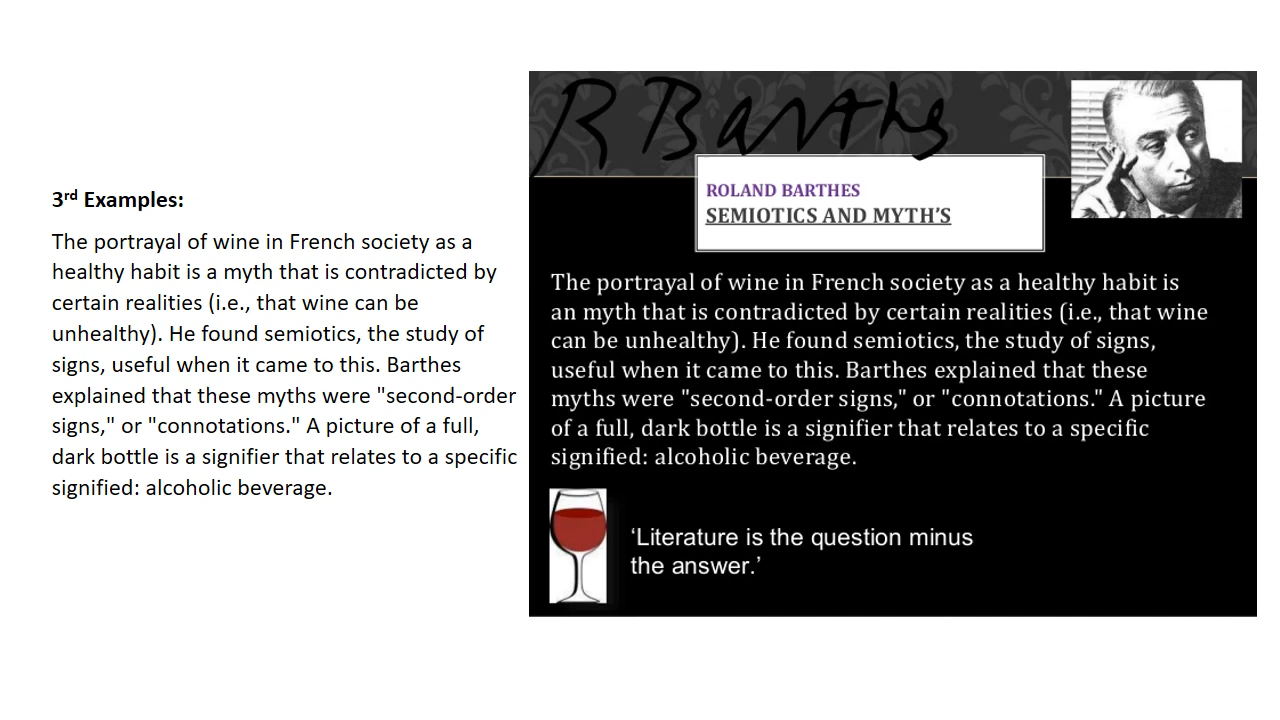 3rd Examples:
The portrayal of wine in French society as a
healthy habit is a myth that is contradicted by
certain realities (i.e., that wine can be
unhealthy). He found semiotics, the study of
signs, useful when it came to this. Barthes
explained that these myths were "second-order
signs," or "connotations." A picture of a full,
dark bottle is a signifier that relates to a specific
signified: alcoholic beverage.
R Barthes
ROLAND BARTHES
SEMIOTICS AND MYTH'S
The portrayal of wine in French society as a healthy habit is
an myth that is contradicted by certain realities (i.e., that wine
can be unhealthy). He found semiotics, the study of signs,
useful when it came to this. Barthes explained that these
myths were "second-order signs," or "connotations." A picture
of a full, dark bottle is a signifier that relates to a specific
signified: alcoholic beverage.
‘Literature is the question minus
the answer.’